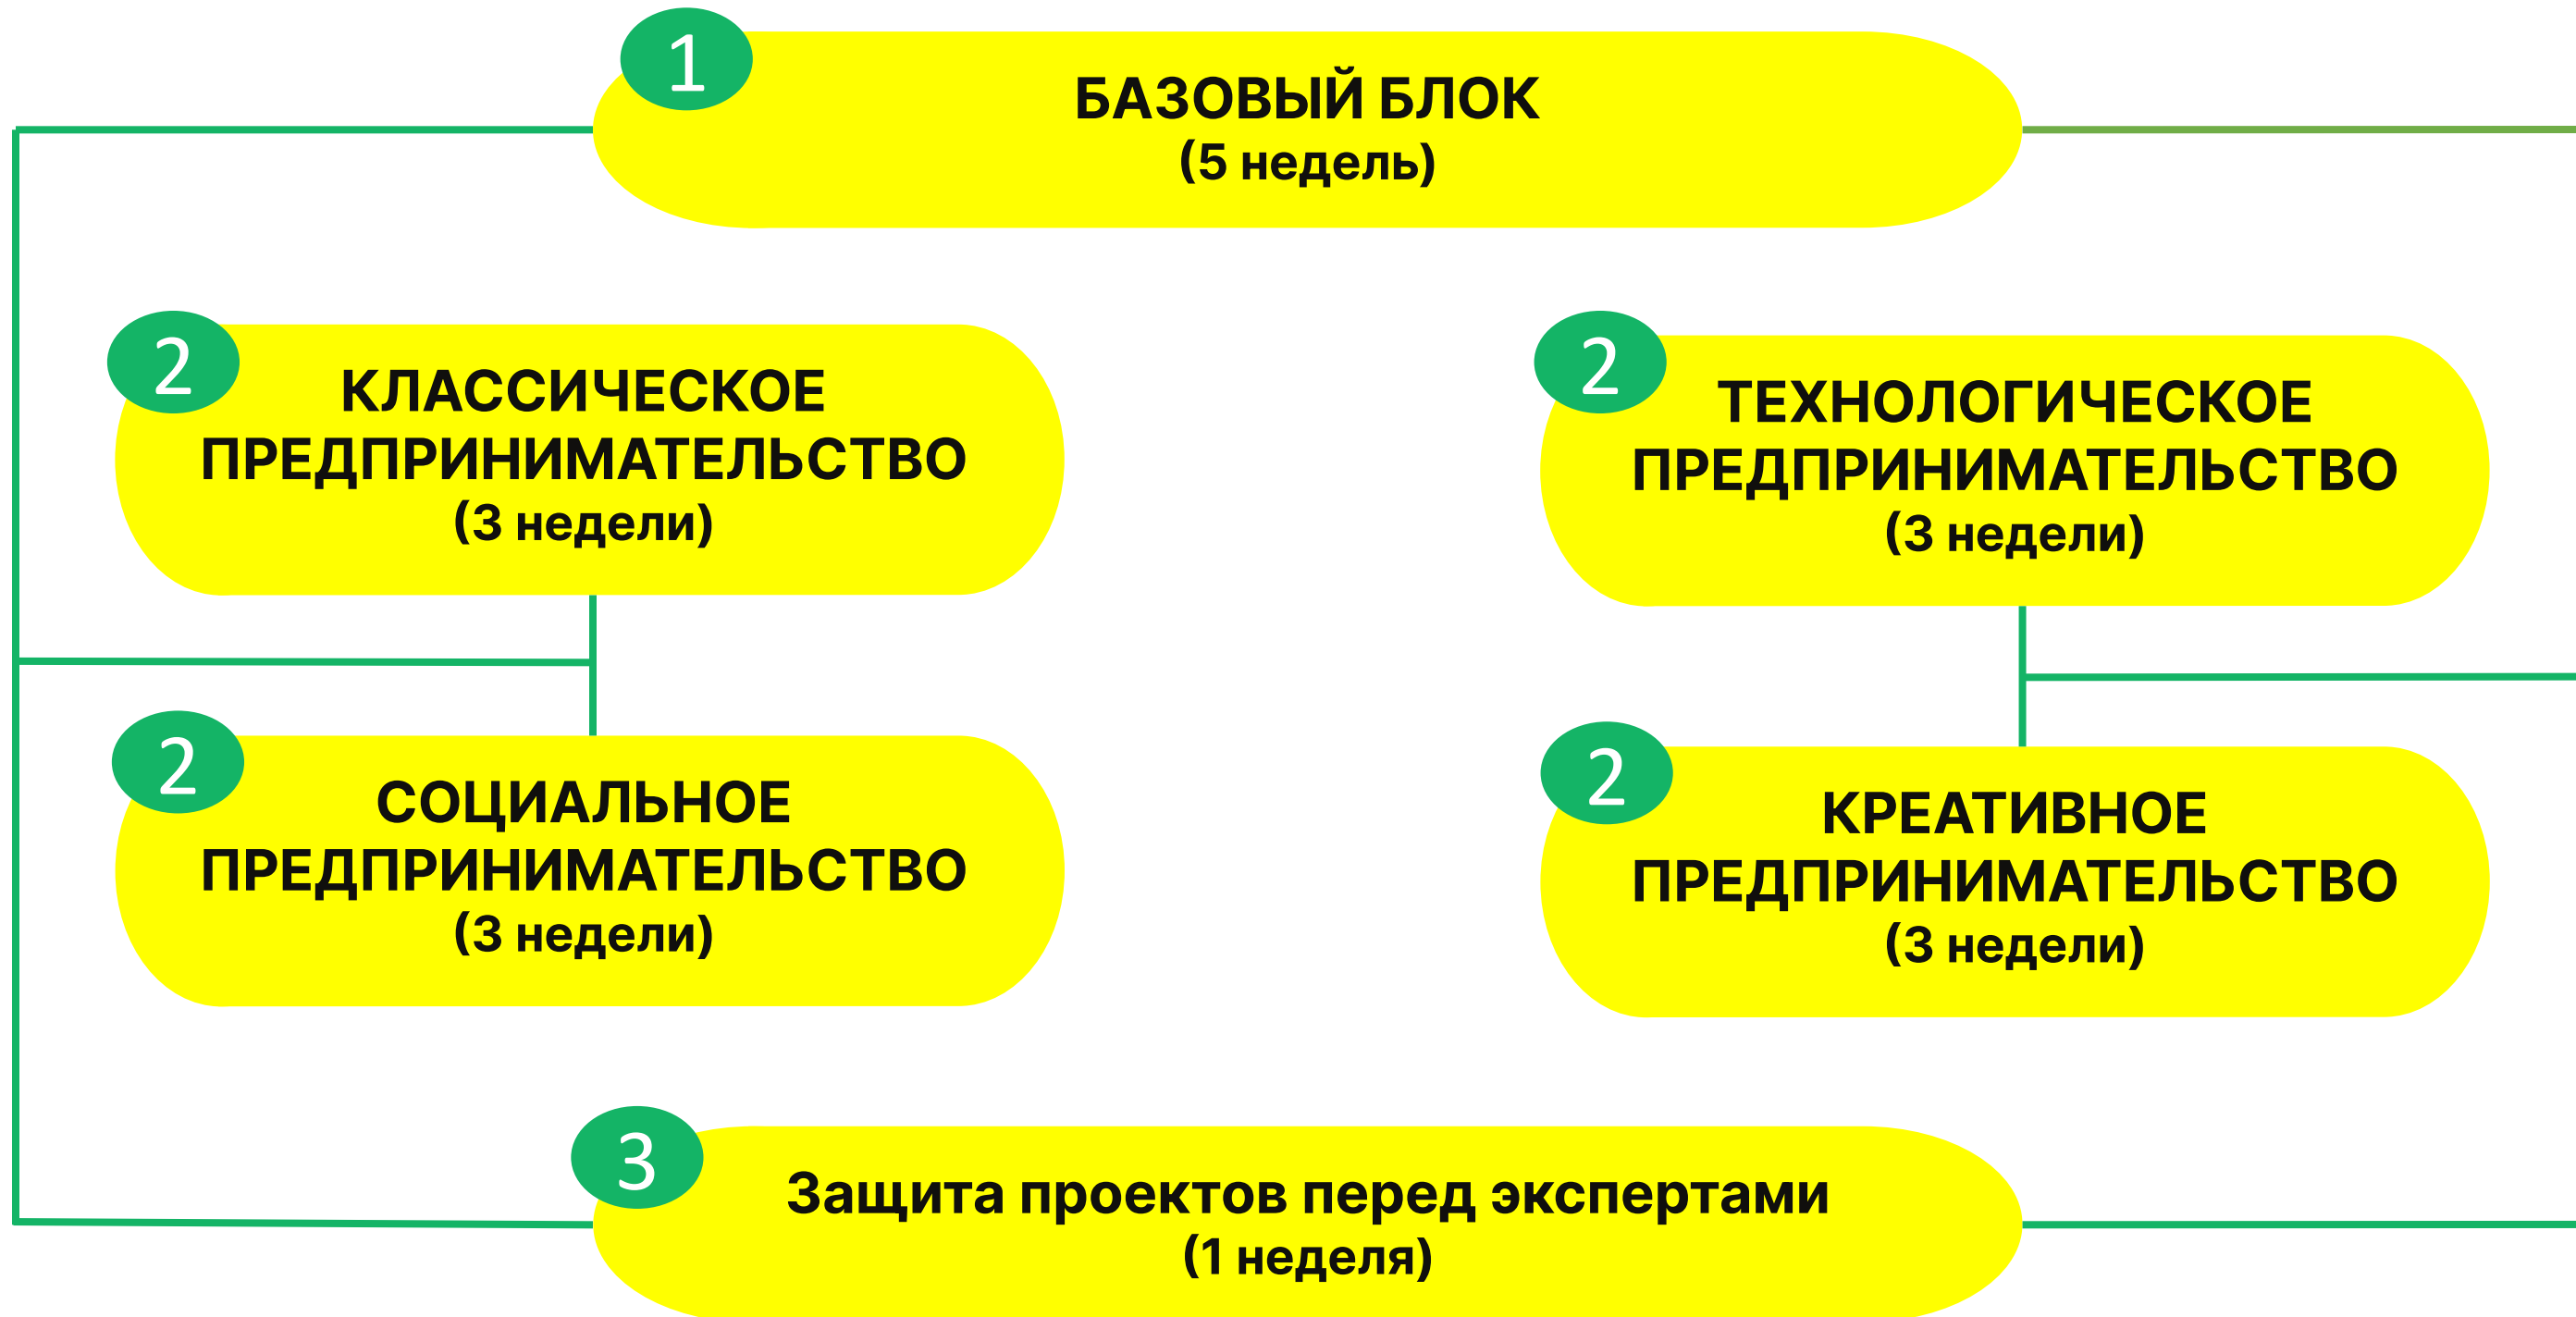 1
БАЗОВЫЙ БЛОК
(5 недель)
2
КЛАССИЧЕСКОЕ
ПРЕДПРИНИМАТЕЛЬСТВО
(3 недели)
2
ТЕХНОЛОГИЧЕСКОЕ
ПРЕДПРИНИМАТЕЛЬСТВО
(3 недели)
2
СОЦИАЛЬНОЕ
ПРЕДПРИНИМАТЕЛЬСТВО
(3 недели)
2
КРЕАТИВНОЕ
ПРЕДПРИНИМАТЕЛЬСТВО
(3 недели)
3
Защита проектов перед экспертами
(1 неделя)